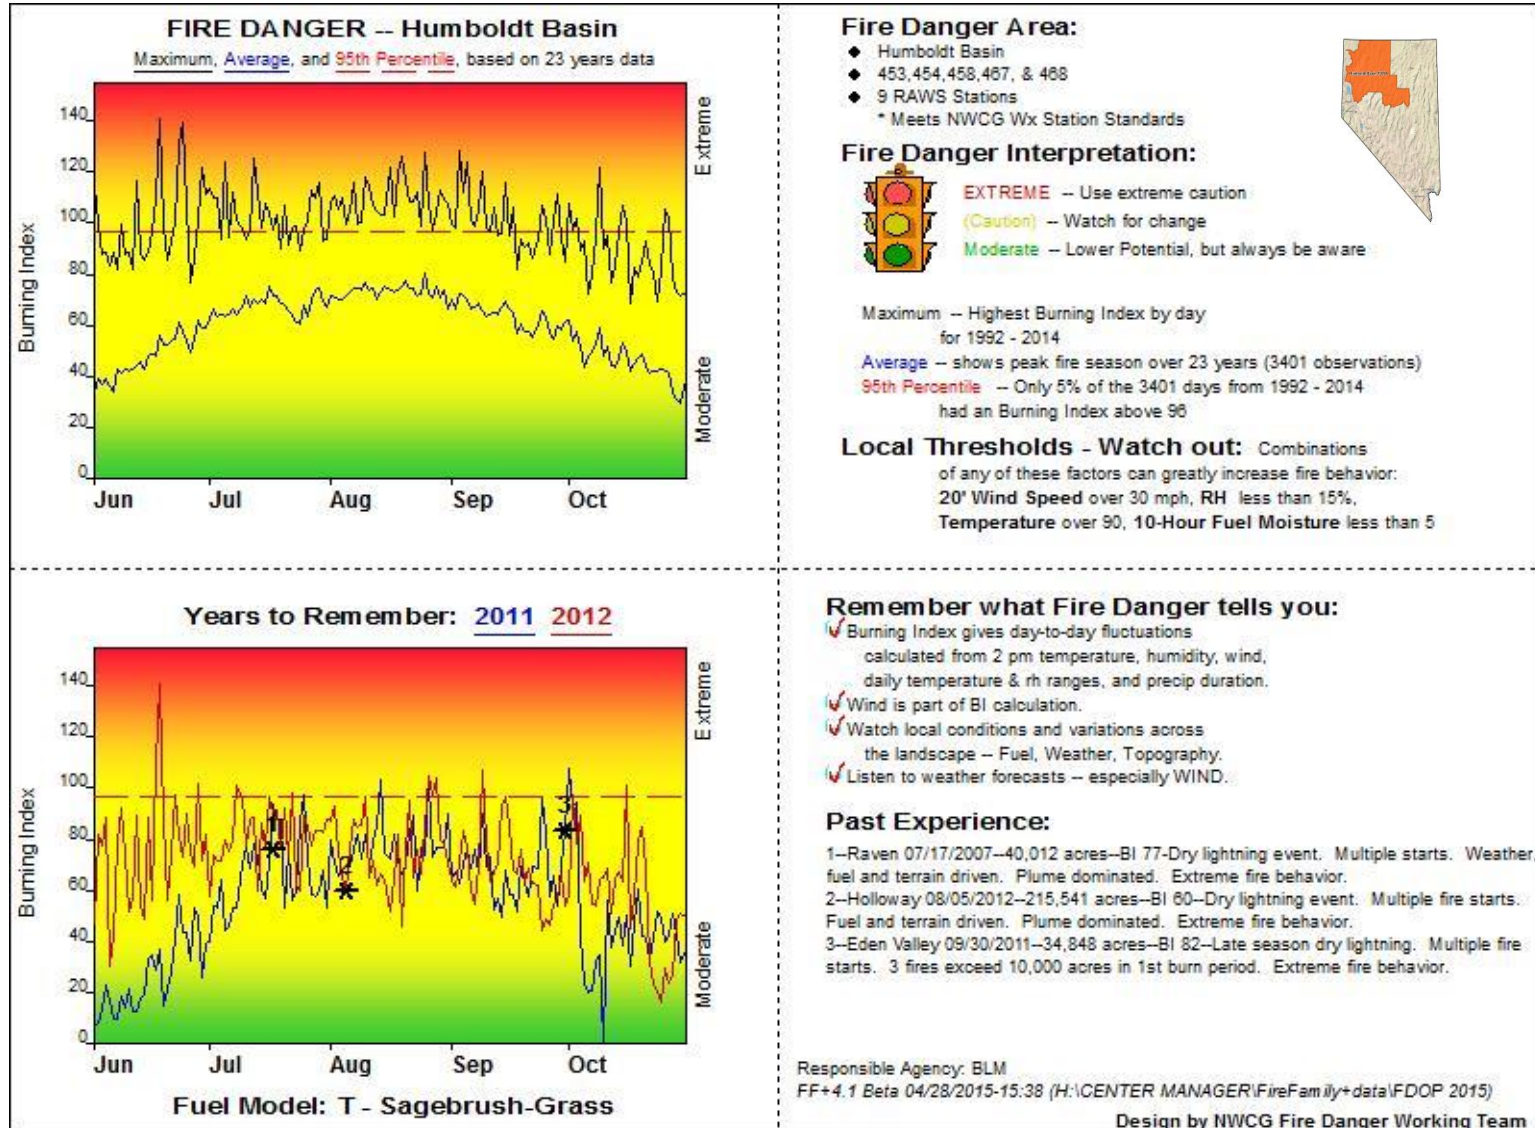 FIRE DANGER -- Humboldt Basin
Maximum, Average, and 95th Percentile, based on 23 years data
140
120
100
80
60
40
20
0
Burning Index
Extreme
Moderate
Jun Jul Aug Sep Oct
Fire Danger Area:
Humboldt Basin
453,454,458,467, & 468
9 RAWS Stations
* Meets NWCG Wx Station Standards
Fire Danger Interpretation:
EXTREME -- Use extreme caution
(Caution) -- Watch for change
Moderate -- Lower Potential, but always be aware
Maximum -- Highest Burning Index by day
for 1992 - 2014
Average -- shows peak fire season over 23 years (3401 observations)
95th Percentile -- Only 5% of the 3401 days from 1992 - 2014
had an Burning Index above 96
Local Thresholds - Watch out: Combinations
of any of these factors can greatly increase fire behavior:
20' Wind Speed over 30 mph, RH less than 15%,
Temperature over 90, 10-Hour Fuel Moisture less than 5
Years to Remember: 2011 2012
140
120
100
80
60
40
20
0
Burning Index
Extreme
Moderate
1
2
3
Jun Jul Aug Sep Oct
Fuel Model: T - Sagebrush-Grass
Remember what Fire Danger tells you:
Burning Index gives day-to-day fluctuations
calculated from 2 pm temperature, humidity, wind,
daily temperature & rh ranges, and precip duration.
Wind is part of BI calculation.
Watch local conditions and variations across
the landscape -- Fuel, Weather, Topography.
Listen to weather forecasts -- especially WIND.
Past Experience:
1--Raven 07/17/2007--40,012 acres--BI 77-Dry lightning event. Multiple starts. Weather,
fuel and terrain driven. Plume dominated. Extreme fire behavior.
2--Holloway 08/05/2012--215,541 acres--BI 60--Dry lightning event. Multiple fire starts.
Fuel and terrain driven. Plume dominated. Extreme fire behavior.
3--Eden Valley 09/30/2011--34,848 acres--BI 82--Late season dry lightning. Multiple fire
starts. 3 fires exceed 10,000 acres in 1st burn period. Extreme fire behavior.
Responsible Agency: BLM
FF+4.1 Beta 04/28/2015-15:38 (H:\CENTER MANAGER\FireFamily+data\FDOP 2015)
Design by NWCG Fire Danger Working Team